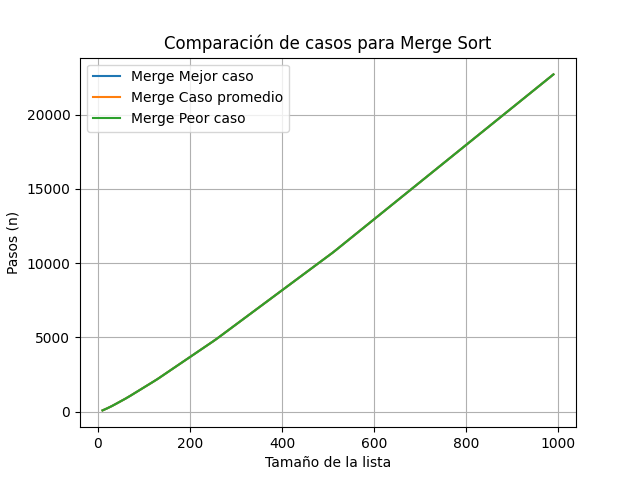 Comparación de casos para Merge Sort
Merge Mejor caso
Merge Caso promedio
Merge Peor caso
20000
15000
10000
5000
0
Pasos (n)
0 200 400 600 800 1000
Tamaño de la lista